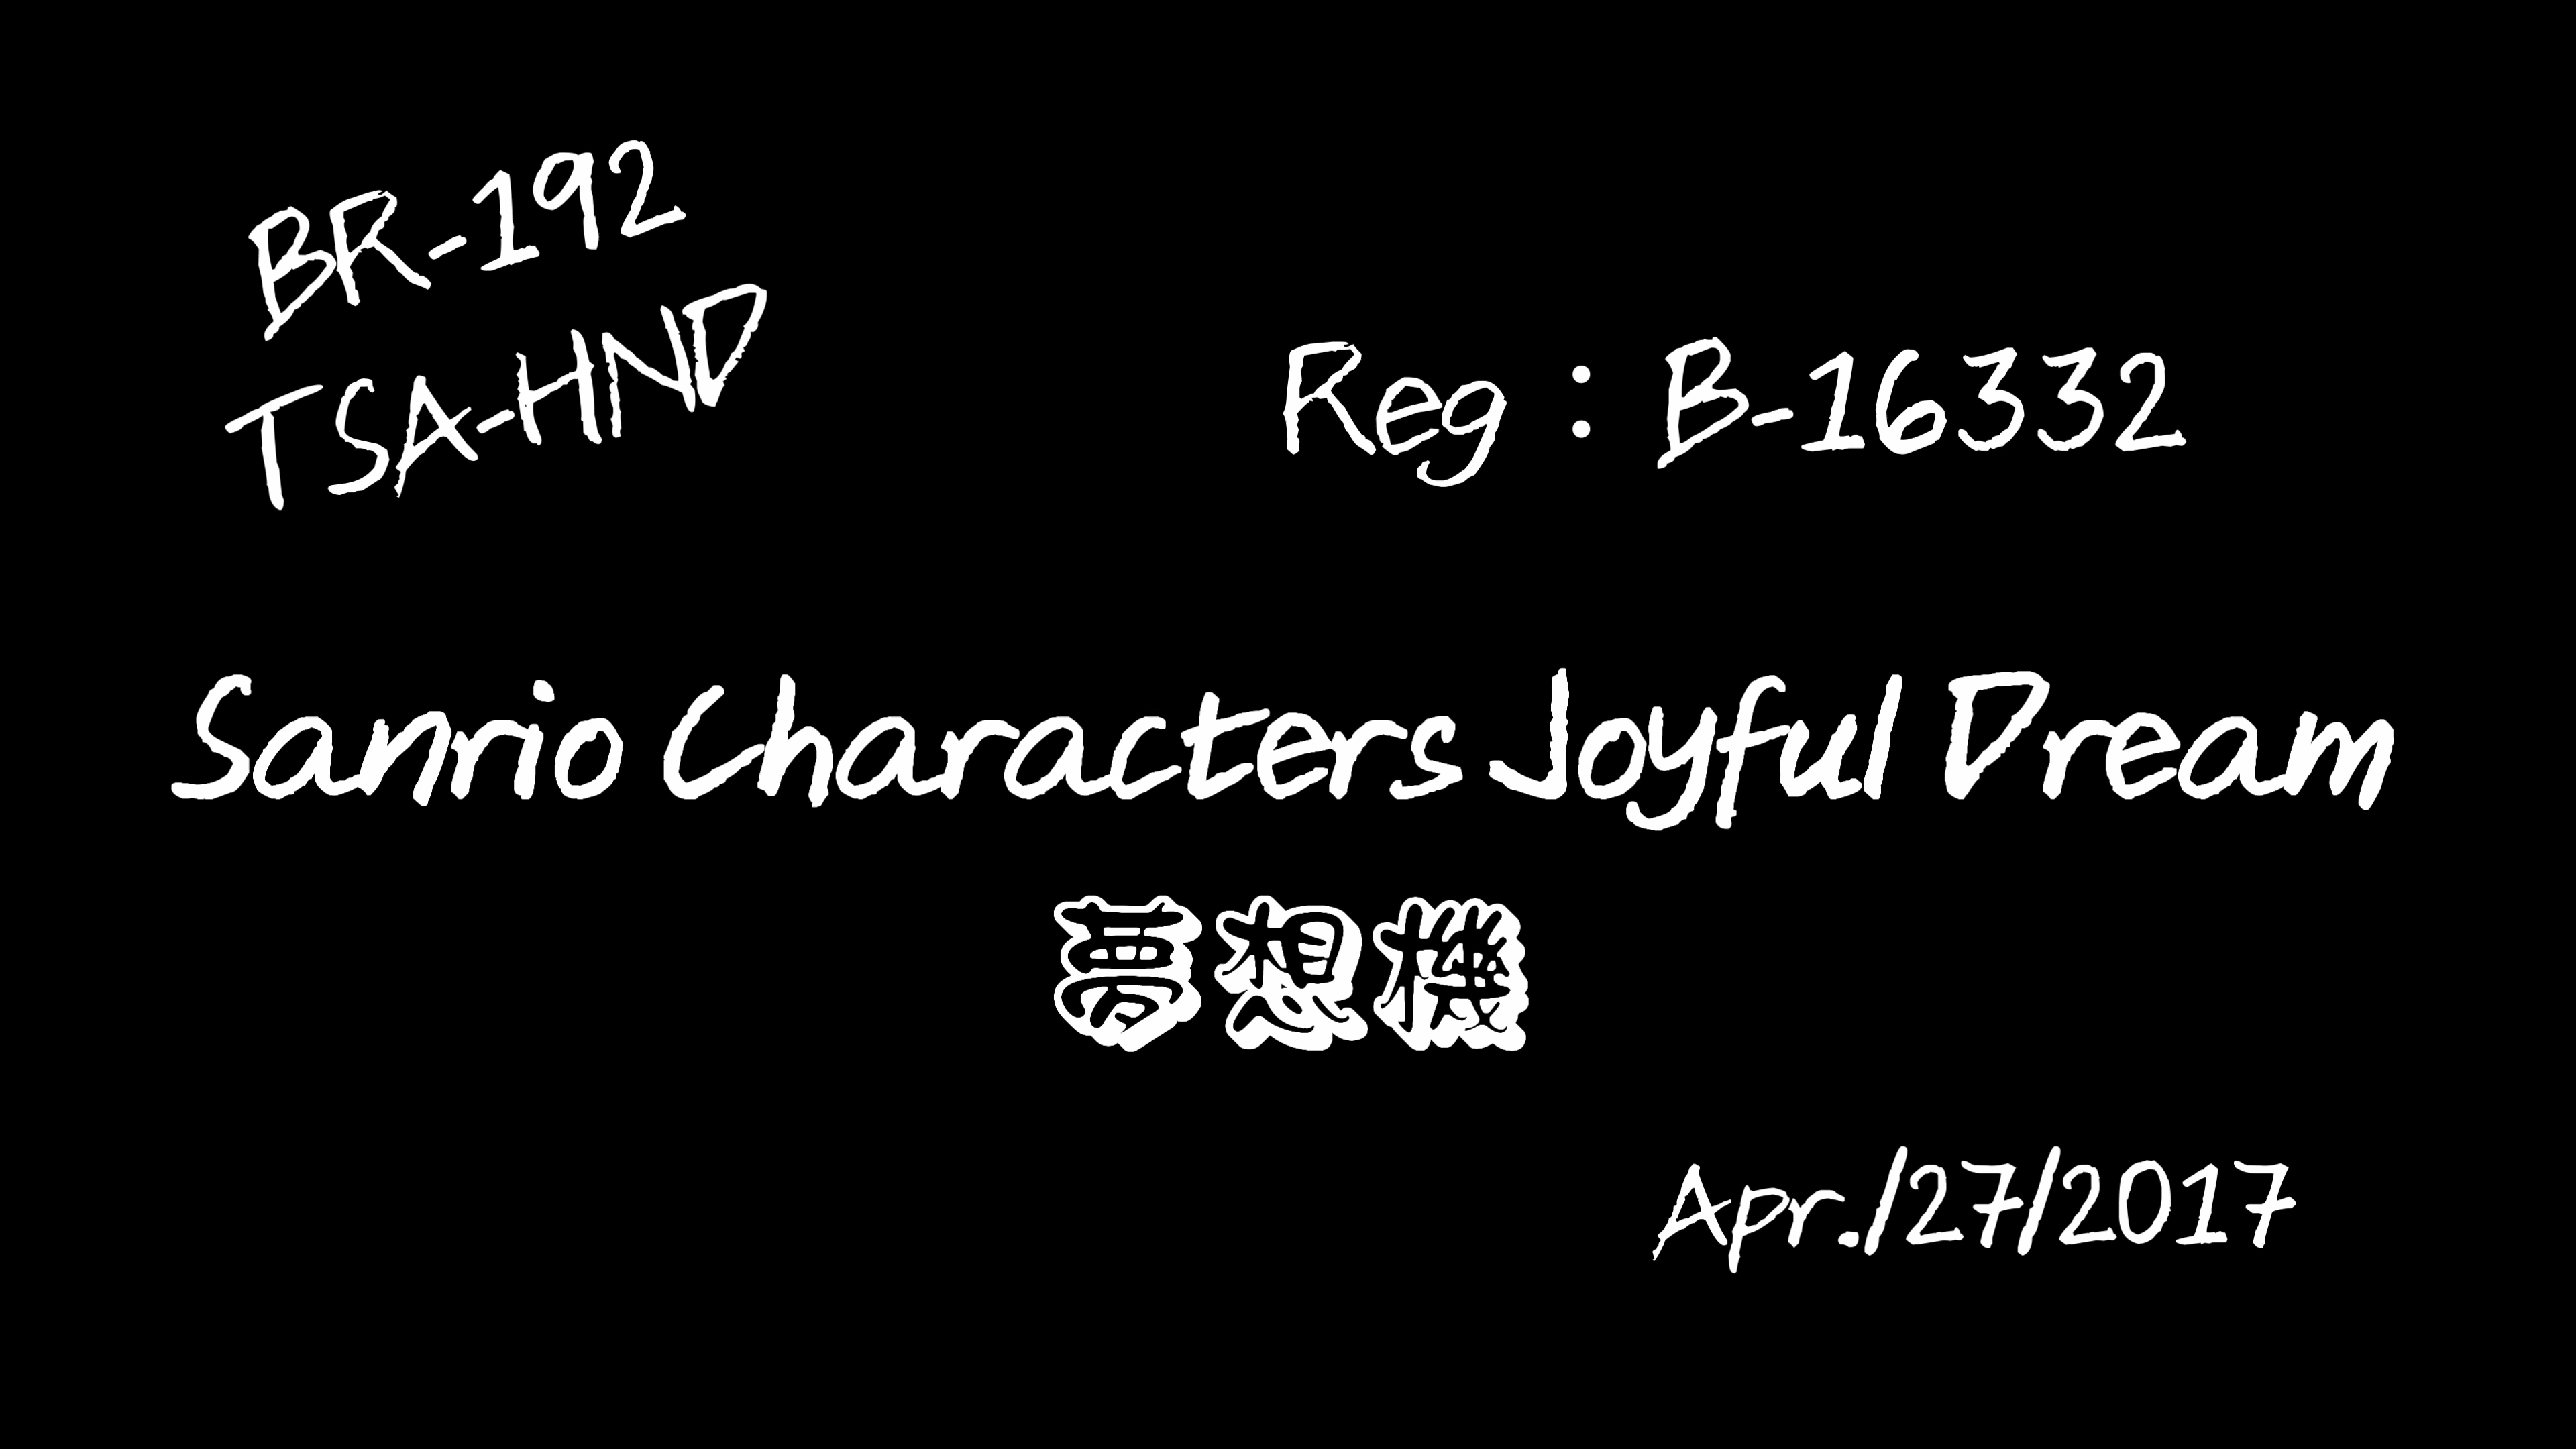 BR-192
TSA-HND
Reg：B-16332
Sanrio Characters Joyful Dream
夢想機
Apr./27/2017